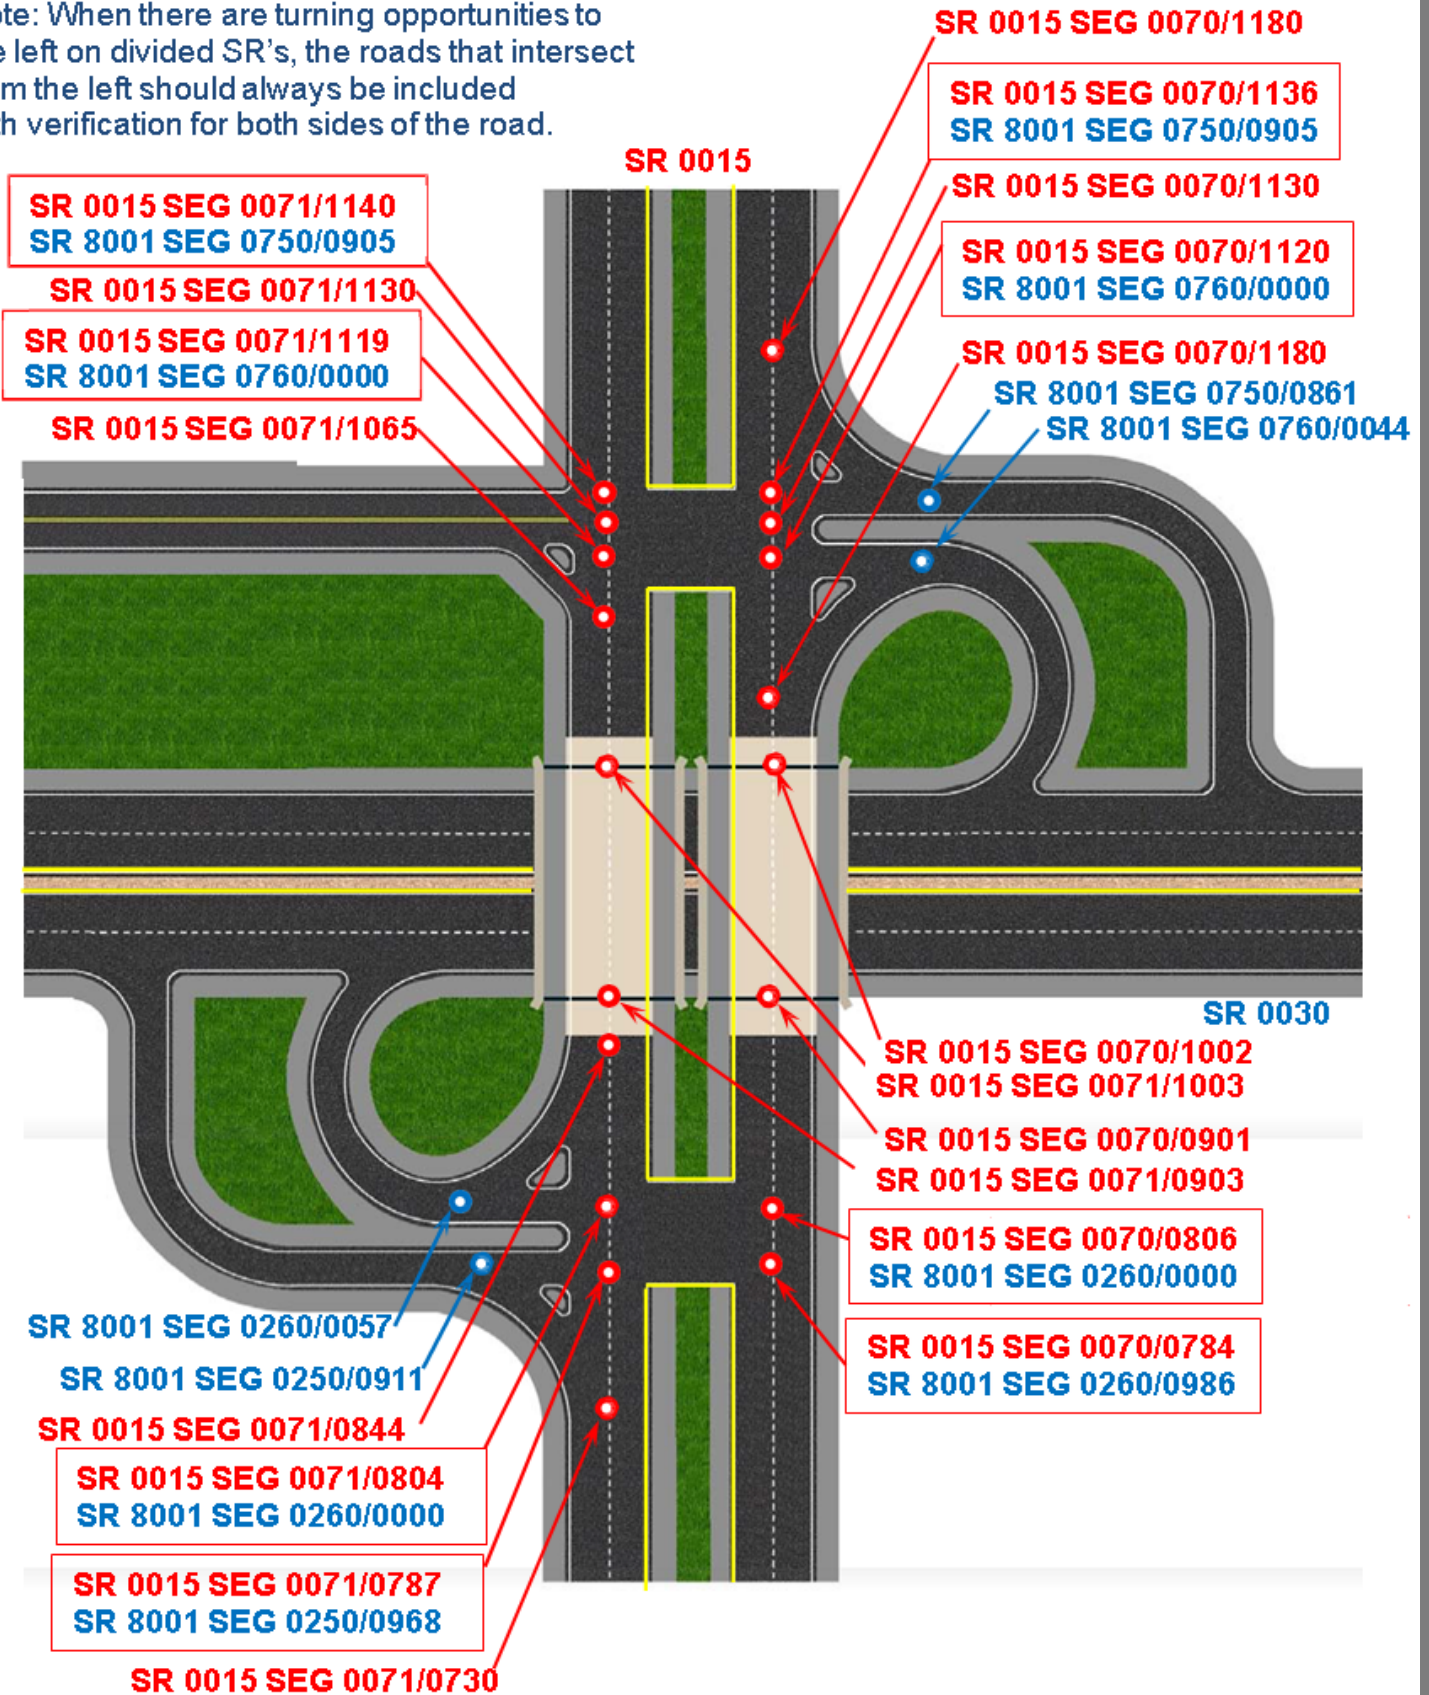 : When there are turning opportunities to
left on divided SR's, the roads that intersect
the left should always be included
verification for both sides of the road.
SR 0015
SR 0015 SEG 0070/1180
SR 0015 SEG 0070/1136
SR 8001 SEG 0750/0905
SR 0015 SEG 0070/1130
SR 0015 SEG 0070/1120
SR 8001 SEG 0760/0000
SR 0015 SEG 0070/1180
SR 8001 SEG 0750/0861
SR 8001 SEG 0760/0044
SR 0015 SEG 0071/1140
SR 8001 SEG 0750/0905
SR 0015 SEG 0071/1130
SR 0015 SEG 0071/1119
SR 8001 SEG 0760/0000
SR 0015 SEG 0071/1065
SR 0030
SR 0015 SEG 0070/1002
SR 0015 SEG 0071/1003
SR 0015 SEG 0070/0901
SR 0015 SEG 0071/0903
SR 0015 SEG 0070/0806
SR 8001 SEG 0260/0000
SR 0015 SEG 0070/0784
SR 8001 SEG 0260/0986
SR 8001 SEG 0260/0057
SR 8001 SEG 0250/0911
SR 0015 SEG 0071/0844
SR 0015 SEG 0071/0804
SR 8001 SEG 0260/0000
SR 0015 SEG 0071/0787
SR 8001 SEG 0250/0968
SR 0015 SEG 0071/0730